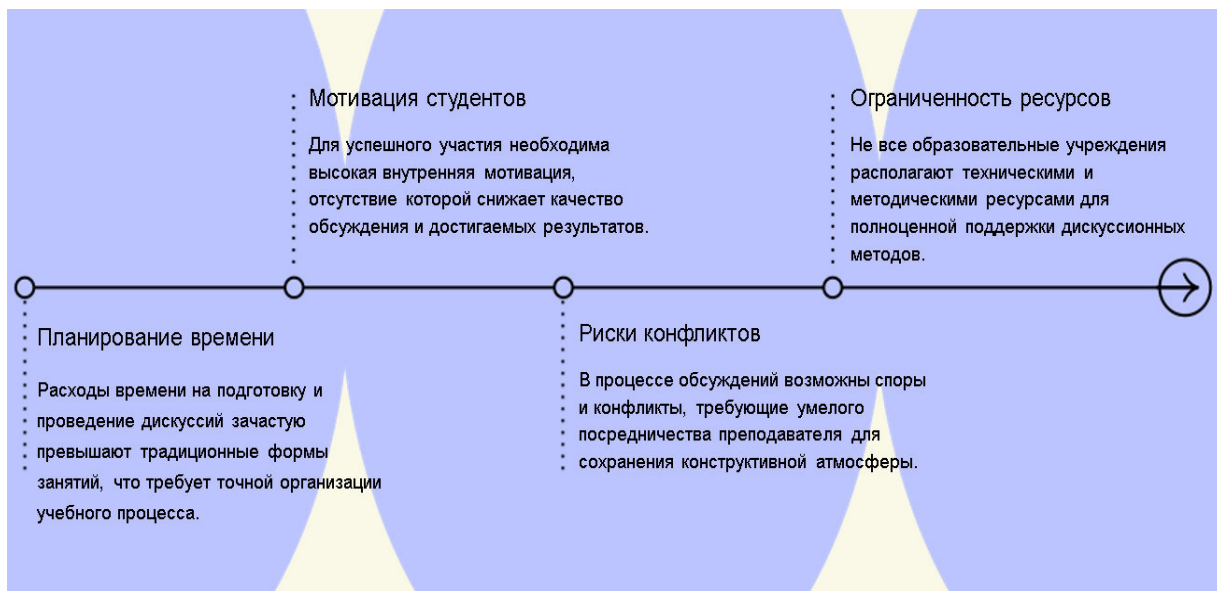 Мотивация студентов
Для успешного участия необходима
высокая внутренняя мотивация,
отсутствие которой снижает качество
обсуждения и достигаемых результатов.
Ограниченность ресурсов
Не все образовательные учреждения
располагают техническими и
методическими ресурсами для
полноценной поддержки дискуссионных
методов.
Планирование времени
Расходы времени на подготовку и
проведение дискуссий зачастую
превышают традиционные формы
занятий, что требует точной организации
учебного процесса.
Риски конфликтов
В процессе обсуждений возможны споры
и конфликты, требующие умелого
посредничества преподавателя для
сохранения конструктивной атмосферы.